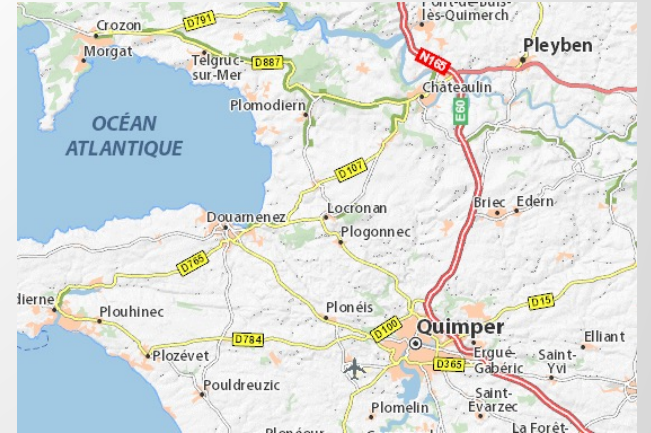 D791
Pont-de-Buis-
lès-Quimerch
Crozon
Morgat
Telgruc-
sur-Mer
D887
N165
Pleyben
Châteaulin
Plomodiern
E60
OCÉAN
ATLANTIQUE
D107
Briec
Edern
Locronan
Douarnenez
Plogonnec
D765
dierne
Plouhinec
Plonéis
D15
D100
Quimper
Elliant
D784
Plozévet
Ergué-
Gabéric
Saint-
Yvi
D365
Pouldreuzic
Plomelin
Saint-
Évarzec
La Forêt-